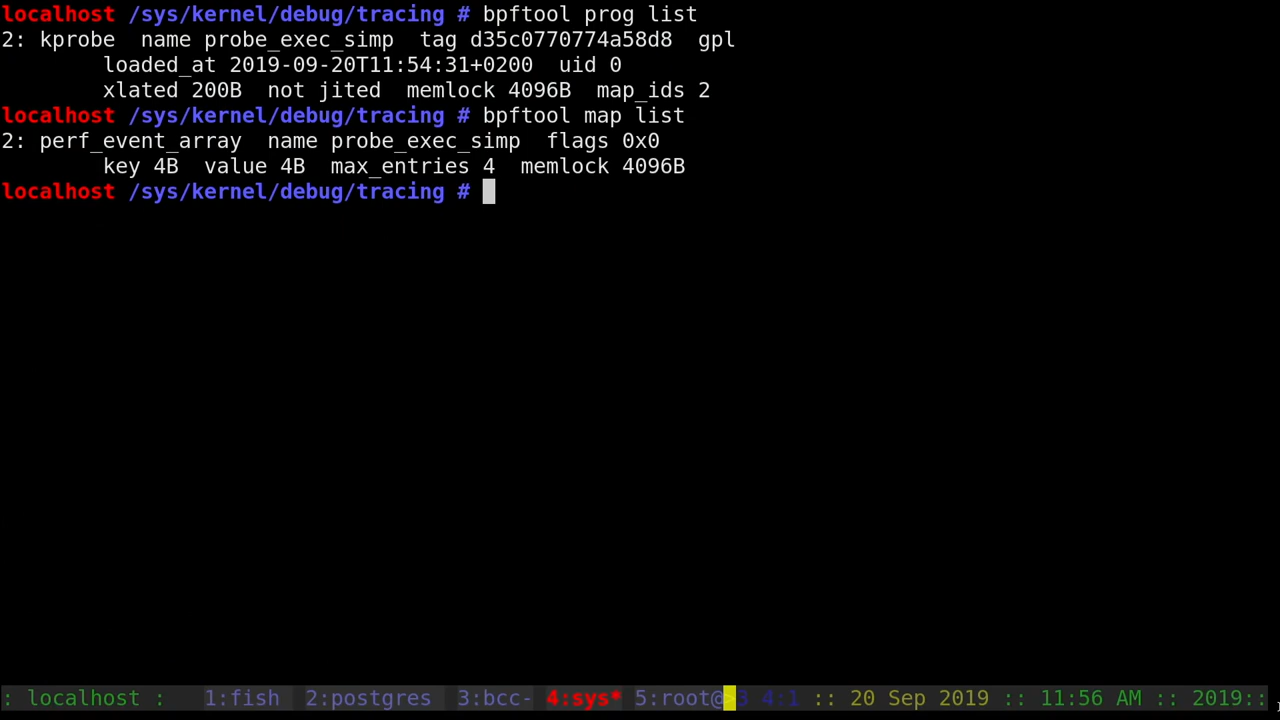 localhost /sys/kernel/debug/tracing # bpftool prog list
2: kprobe  name probe_exec_simp  tag d35c0770774a58d8  gpl
        loaded_at 2019-09-20T11:54:31+0200  uid 0
        xlated 200B  not jited  memlock 4096B  map_ids 2
localhost /sys/kernel/debug/tracing # bpftool map list
2: perf_event_array  name probe_exec_simp  flags 0x0
        key 4B  value 4B  max_entries 4  memlock 4096B
localhost /sys/kernel/debug/tracing #
: localhost :   1:fish  2:postgres  3:bcc- 4:sys* 5:root@>3 4:1 :: 20 Sep 2019 :: 11:56 AM :: 2019::